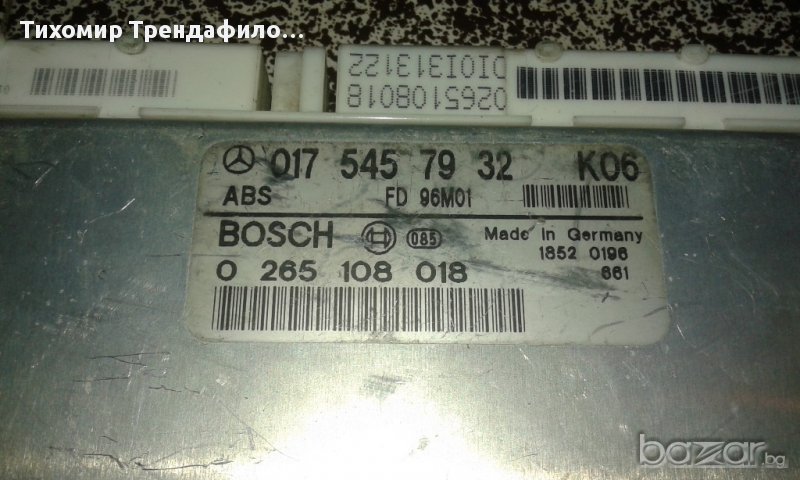 Тихомир Трендафило...
0265108018
DI0I313122
017 545 79 32 K06
ABS FD 96M01
BOSCH 085 Made in Germany
1852 0196
0 265 108 018 661
bazar.bg